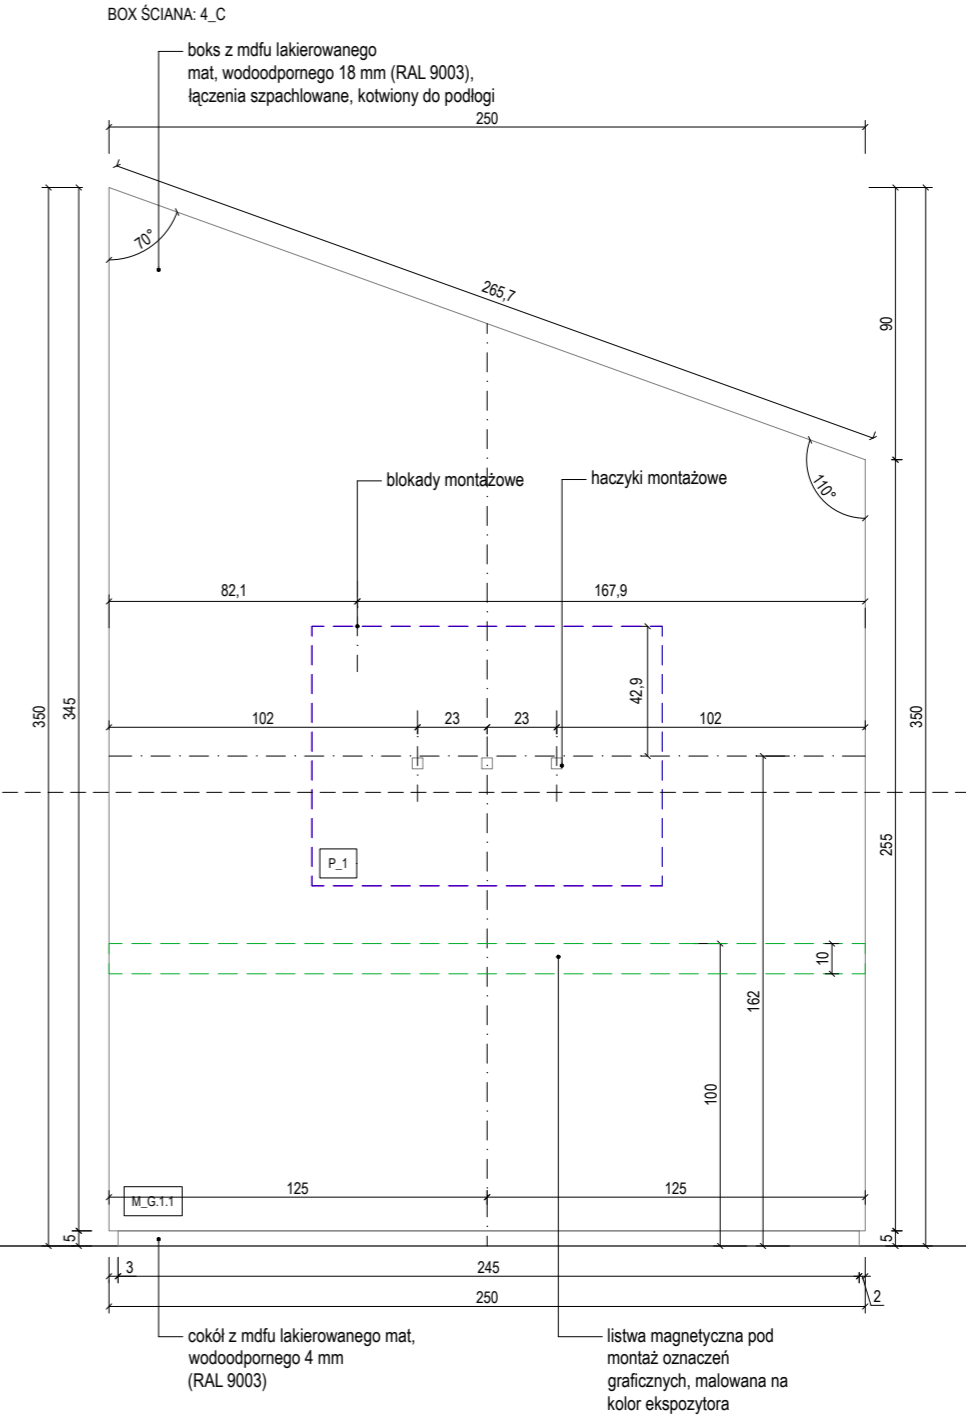 BOX ŚCIANA: 4_C
boks z mdfu lakierowanego
mat, wodoodpornego 18 mm (RAL 9003),
łączenia szpachlowane, kotwiony do podłogi
250
70°
265,7
90
110°
blokady montażowe
haczyki montażowe
82,1
167,9
42,9
350
345
102
23
23
102
350
255
P_1
10
162
100
M_G.1.1
125
125
5
5
3
245
2
250
cokół z mdfu lakierowanego mat,
wodoodpornego 4 mm
(RAL 9003)
listwa magnetyczna pod
montaż oznaczeń
graficznych, malowana na
kolor ekspozytora